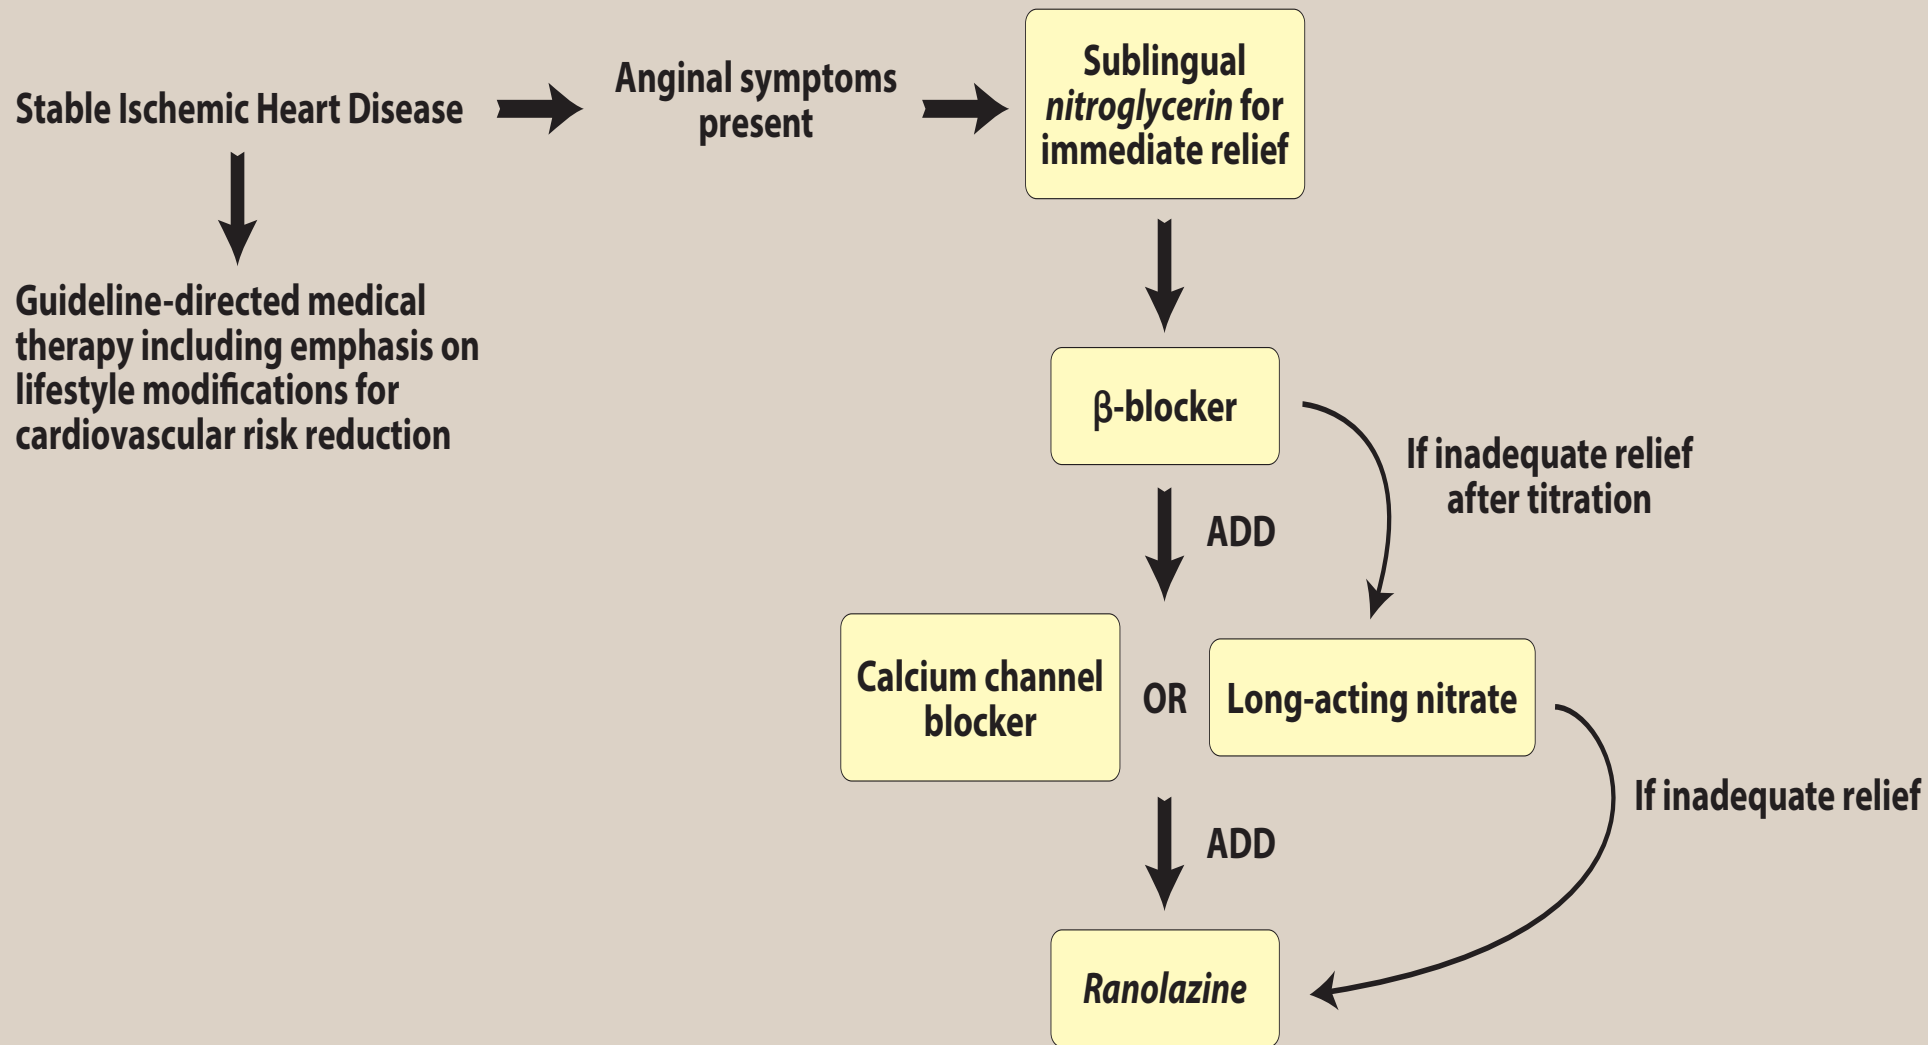 Stable Ischemic Heart Disease
Anginal symptoms
present
Sublingual
nitroglycerin for
immediate relief
Guideline-directed medical
therapy including emphasis on
lifestyle modifications for
cardiovascular risk reduction
β-blocker
If inadequate relief
after titration
ADD
Calcium channel
blocker
OR
Long-acting nitrate
If inadequate relief
ADD
Ranolazine